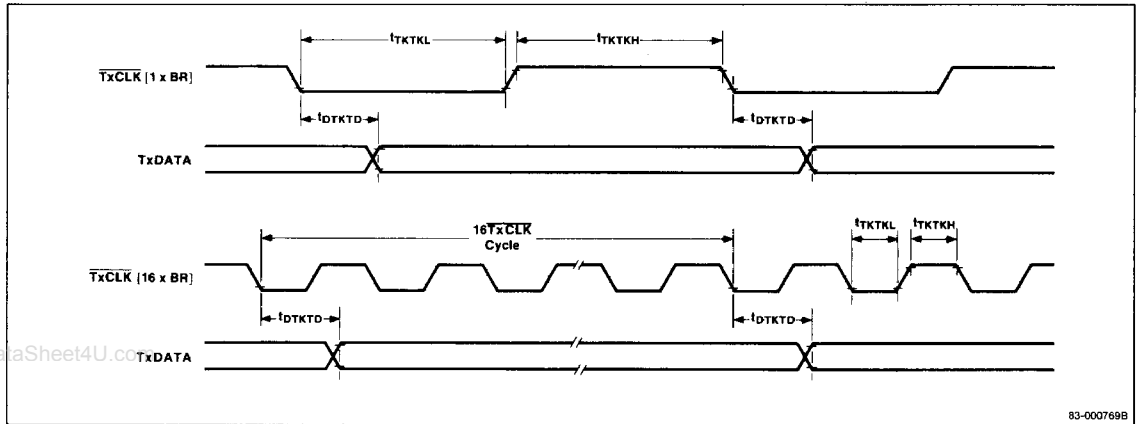 tTKTKL
tTKTKH
TxCLK [1 x BR]
tDTKTD
tDTKTD
TxDATA
16TxCLK
Cycle
tTKTKL
tTKTKH
TxCLK [16 x BR]
tDTKTD
tDTKTD
ataSheet4U.com
TxDATA
83-000769B